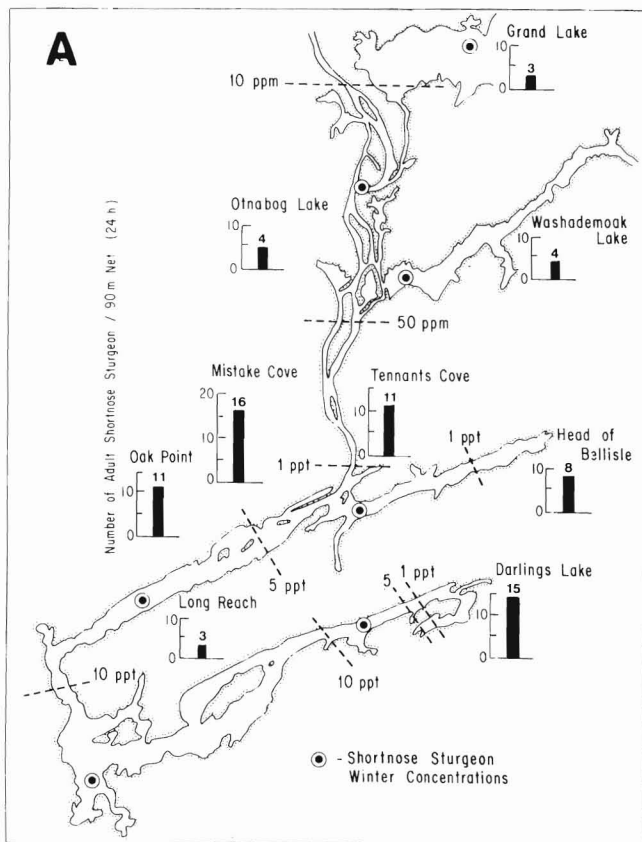 A
Grand Lake
10
3
0
10 ppm
Otnabog Lake
10
4
0
Washademoak
Lake
10
4
0
50 ppm
Number of Adult Shortnose Sturgeon / 90m Net (24 h)
Mistake Cove
20
16
10
0
Tennants Cove
11
10
0
1 ppt
1 ppt
Head of
Bellisle
10
8
0
Oak Point
11
10
0
5 ppt
Darlings Lake
15
10
0
5
1 ppt
Long Reach
10
3
0
10 ppt
10 ppt
- Shortnose Sturgeon
Winter Concentrations